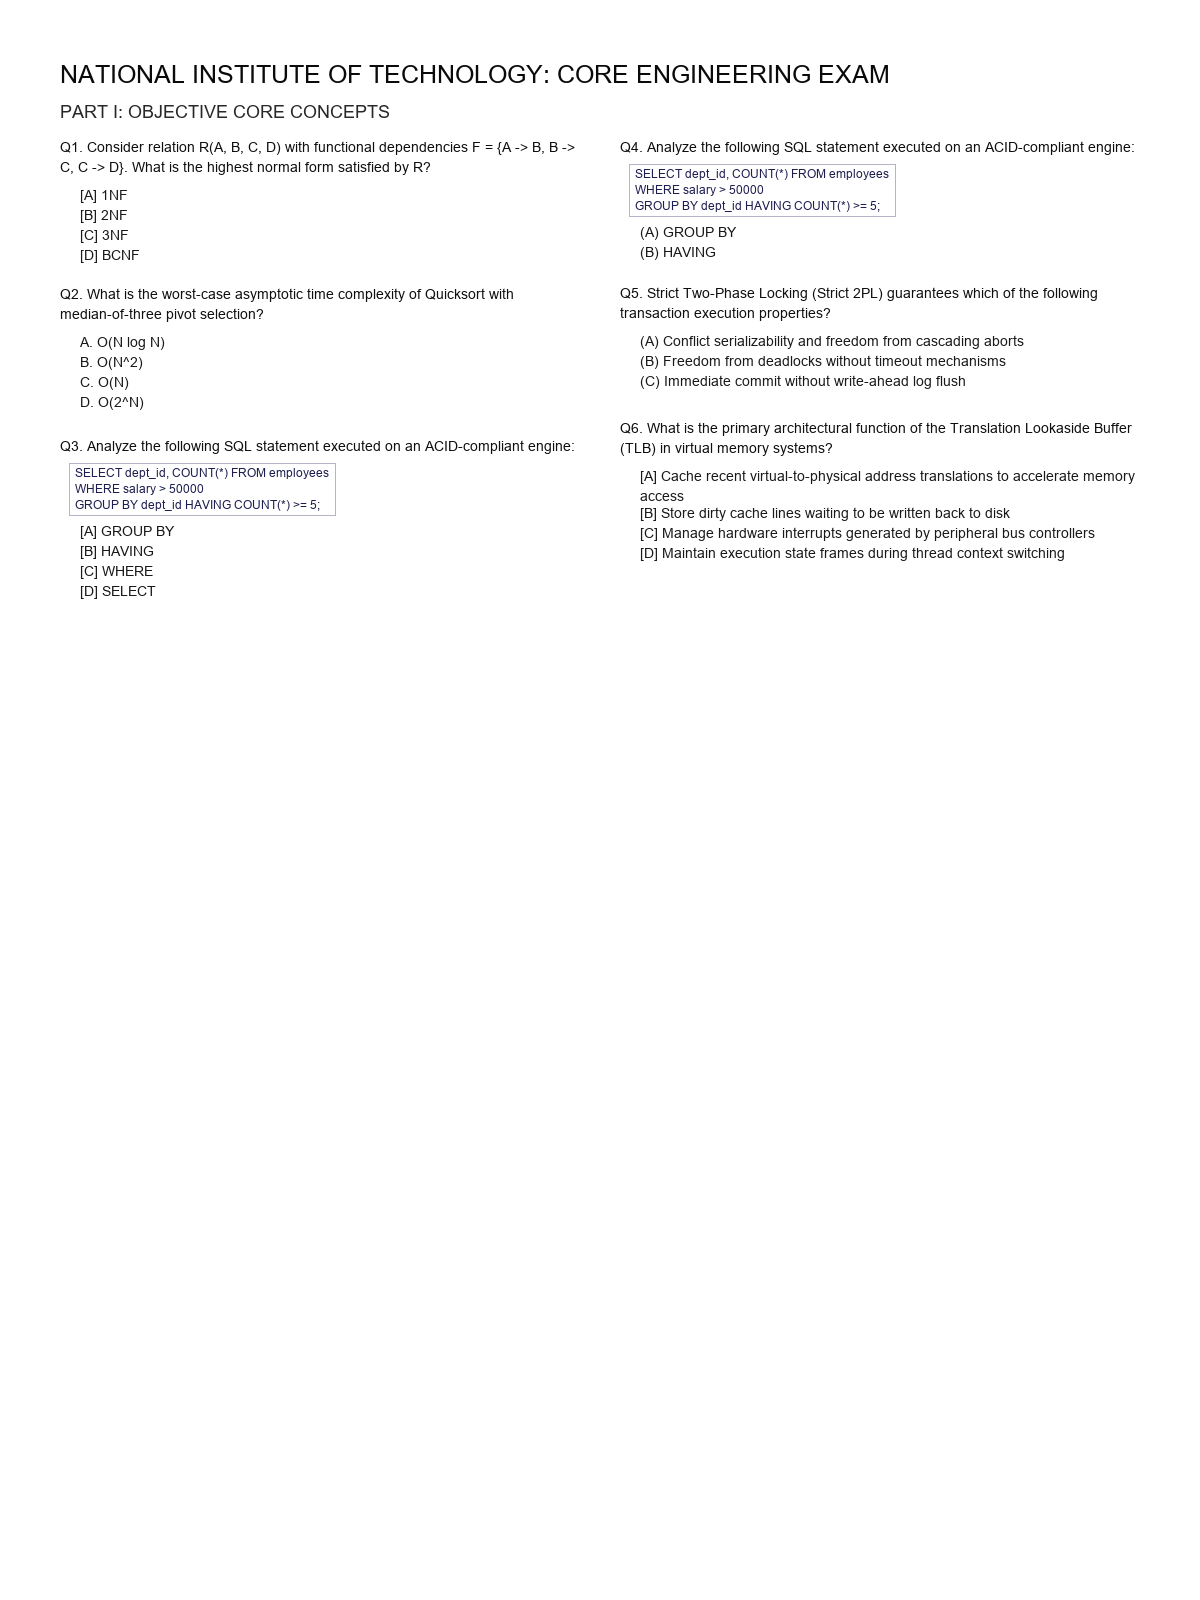 NATIONAL INSTITUTE OF TECHNOLOGY: CORE ENGINEERING EXAM
PART I: OBJECTIVE CORE CONCEPTS
Q1. Consider relation R(A, B, C, D) with functional dependencies F = {A -> B, B ->
C, C -> D}. What is the highest normal form satisfied by R?
[A] 1NF
[B] 2NF
[C] 3NF
[D] BCNF
Q2. What is the worst-case asymptotic time complexity of Quicksort with
median-of-three pivot selection?
A. O(N log N)
B. O(N^2)
C. O(N)
D. O(2^N)
Q3. Analyze the following SQL statement executed on an ACID-compliant engine:
SELECT dept_id, COUNT(*) FROM employees
WHERE salary > 50000
GROUP BY dept_id HAVING COUNT(*) >= 5;
[A] GROUP BY
[B] HAVING
[C] WHERE
[D] SELECT
Q4. Analyze the following SQL statement executed on an ACID-compliant engine:
SELECT dept_id, COUNT(*) FROM employees
WHERE salary > 50000
GROUP BY dept_id HAVING COUNT(*) >= 5;
(A) GROUP BY
(B) HAVING
Q5. Strict Two-Phase Locking (Strict 2PL) guarantees which of the following
transaction execution properties?
(A) Conflict serializability and freedom from cascading aborts
(B) Freedom from deadlocks without timeout mechanisms
(C) Immediate commit without write-ahead log flush
Q6. What is the primary architectural function of the Translation Lookaside Buffer
(TLB) in virtual memory systems?
[A] Cache recent virtual-to-physical address translations to accelerate memory
access
[B] Store dirty cache lines waiting to be written back to disk
[C] Manage hardware interrupts generated by peripheral bus controllers
[D] Maintain execution state frames during thread context switching